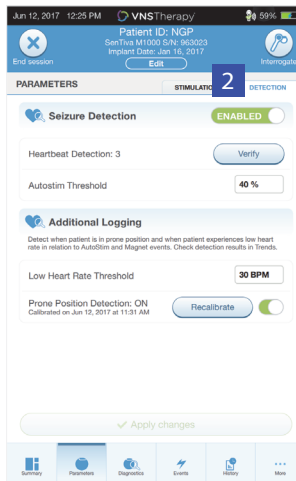 Jun 12, 2017 12:25 PM VNSTherapy 59%
Patient ID: NGP
SenTiva M1000 S/N: 963023
Implant Date: Jan 16, 2017
End session Edit Interrogate
PARAMETERS STIMULATIO 2 DETECTION
Seizure Detection ENABLED
Heartbeat Detection: 3 Verify
Autostim Threshold 40 %
Additional Logging
Detect when patient is in prone position and when patient experiences low heart
rate in relation to AutoStim and Magnet events. Check detection results in Trends.
Low Heart Rate Threshold 30 BPM
Prone Position Detection: ON
Calibrated on Jun 12, 2017 at 11:31 AM Recalibrate
Apply changes
Summary Parameters Diagnostics Events History More